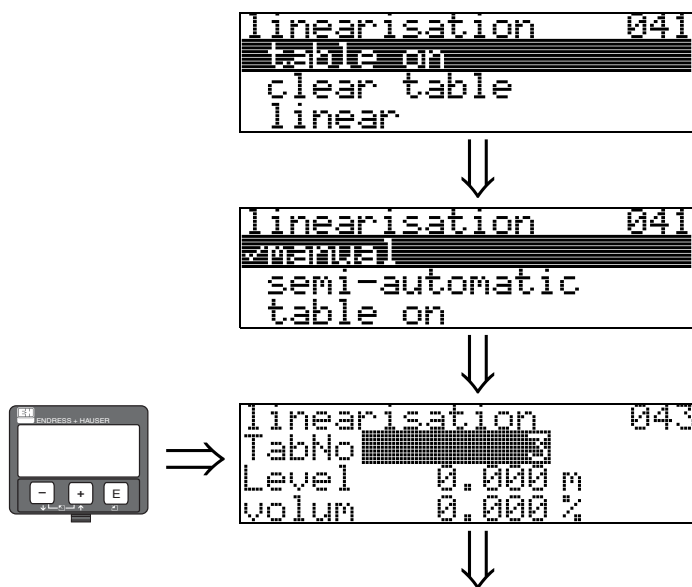 linearisation 041
table on
clear table
linear
linearisation 041
✓manual
semi-automatic
table on
EH
ENDRESS + HAUSER
- + E
linearisation 043
TabNo 3
Level 0.000 m
volum 0.000 %